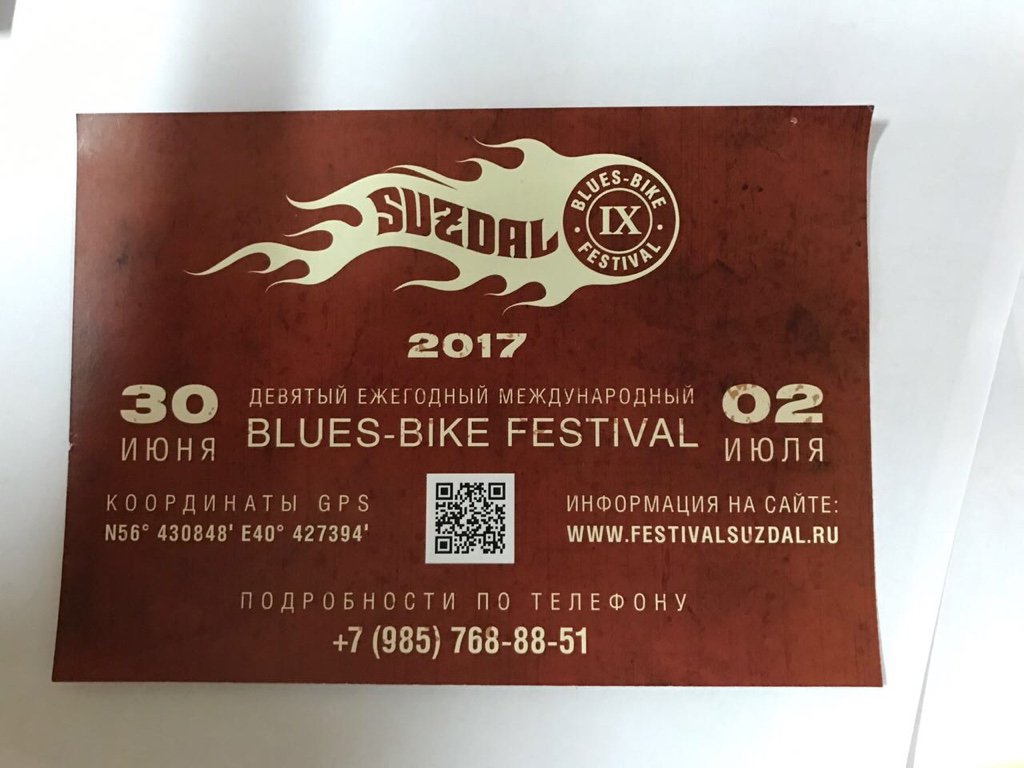 SUZDAL
BLUES-BIKE
IX
FESTIVAL
2017
30
ИЮНЯ
ДЕВЯТЫЙ ЕЖЕГОДНЫЙ МЕЖДУНАРОДНЫЙ
BLUES-BIKE FESTIVAL
02
ИЮЛЯ
КООРДИНАТЫ GPS
N56° 430848' E40° 427394'
ИНФОРМАЦИЯ НА САЙТЕ:
WWW.FESTIVALSUZDAL.RU
ПОДРОБНОСТИ ПО ТЕЛЕФОНУ
+7 (985) 768-88-51